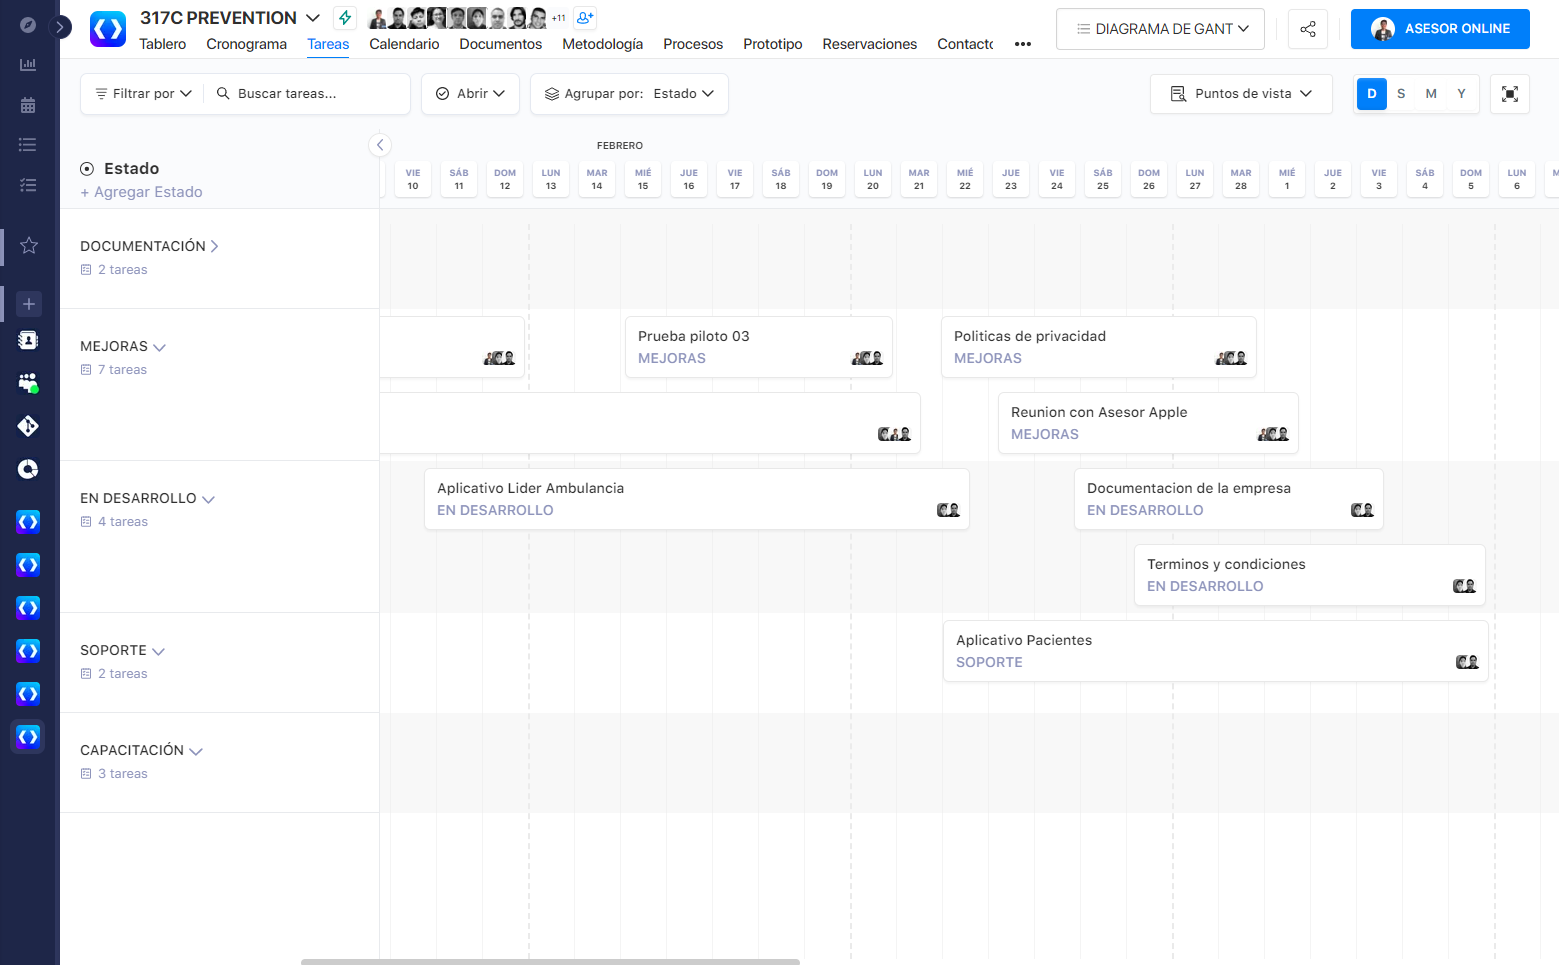 317C PREVENTION
+11
Tablero Cronograma Tareas Calendario Documentos Metodología Procesos Prototipo Reservaciones Contacto •••
DIAGRAMA DE GANT
ASESOR ONLINE
Filtrar por
Buscar tareas...
Abrir
Agrupar por: Estado
Puntos de vista
D S M Y
FEBRERO
Estado
+ Agregar Estado
VIE 10
SÁB 11
DOM 12
LUN 13
MAR 14
MIÉ 15
JUE 16
VIE 17
SÁB 18
DOM 19
LUN 20
MAR 21
MIÉ 22
JUE 23
VIE 24
SÁB 25
DOM 26
LUN 27
MAR 28
MIÉ 1
JUE 2
VIE 3
SÁB 4
DOM 5
LUN 6
DOCUMENTACIÓN
2 tareas
MEJORAS
7 tareas
Prueba piloto 03
MEJORAS
Politicas de privacidad
MEJORAS
Reunion con Asesor Apple
MEJORAS
EN DESARROLLO
4 tareas
Aplicativo Lider Ambulancia
EN DESARROLLO
Documentacion de la empresa
EN DESARROLLO
Terminos y condiciones
EN DESARROLLO
SOPORTE
2 tareas
Aplicativo Pacientes
SOPORTE
CAPACITACIÓN
3 tareas